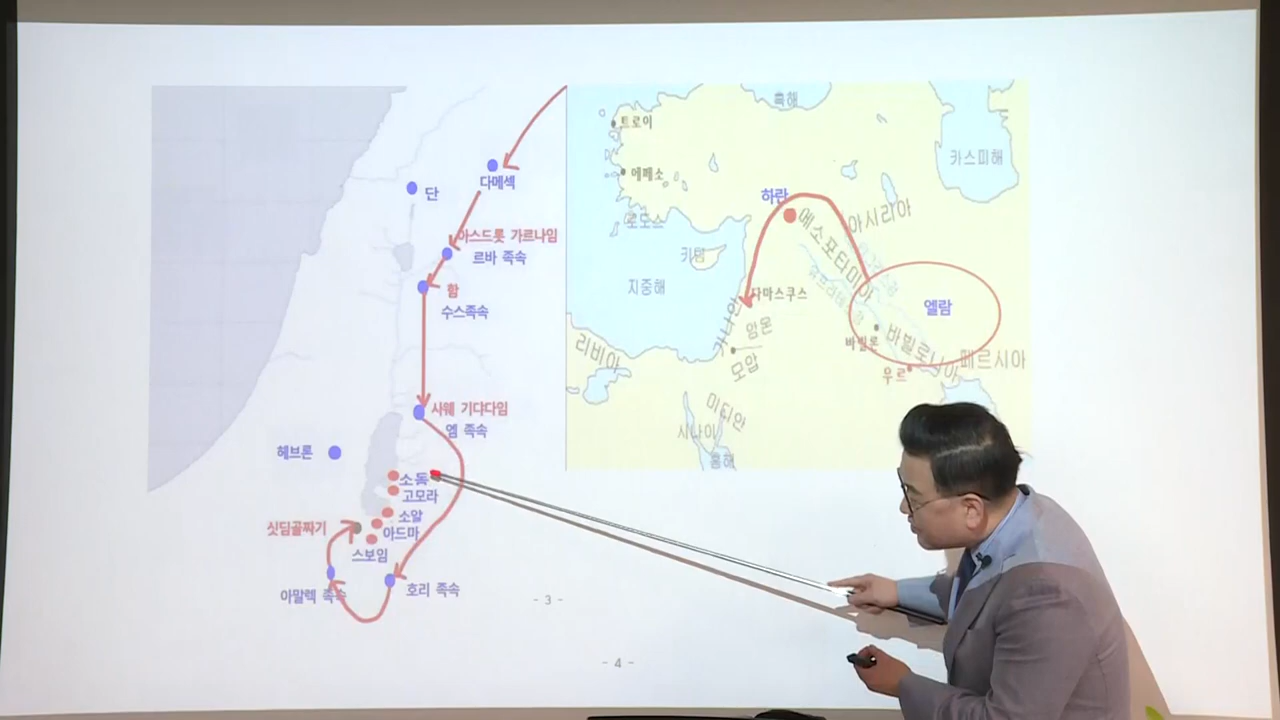 단
다메섹
아스드롯 가르나임
르바 족속
함
수스족속
사웨 기댜다임
엠 족속
헤브론
소돔
고모라
소알
싯딤골짜기
아드마
스보임
아말렉 족속
호리 족속
- 3 -
- 4 -
흑해
트로이
카스피해
에페소
하란
로도스
메소포타미아
아시리아
키팀
지중해
다마스쿠스
엘람
가나안
암몬
바빌론
바빌로니아
페르시아
리비아
모압
우르
미디안
시나이
홍해